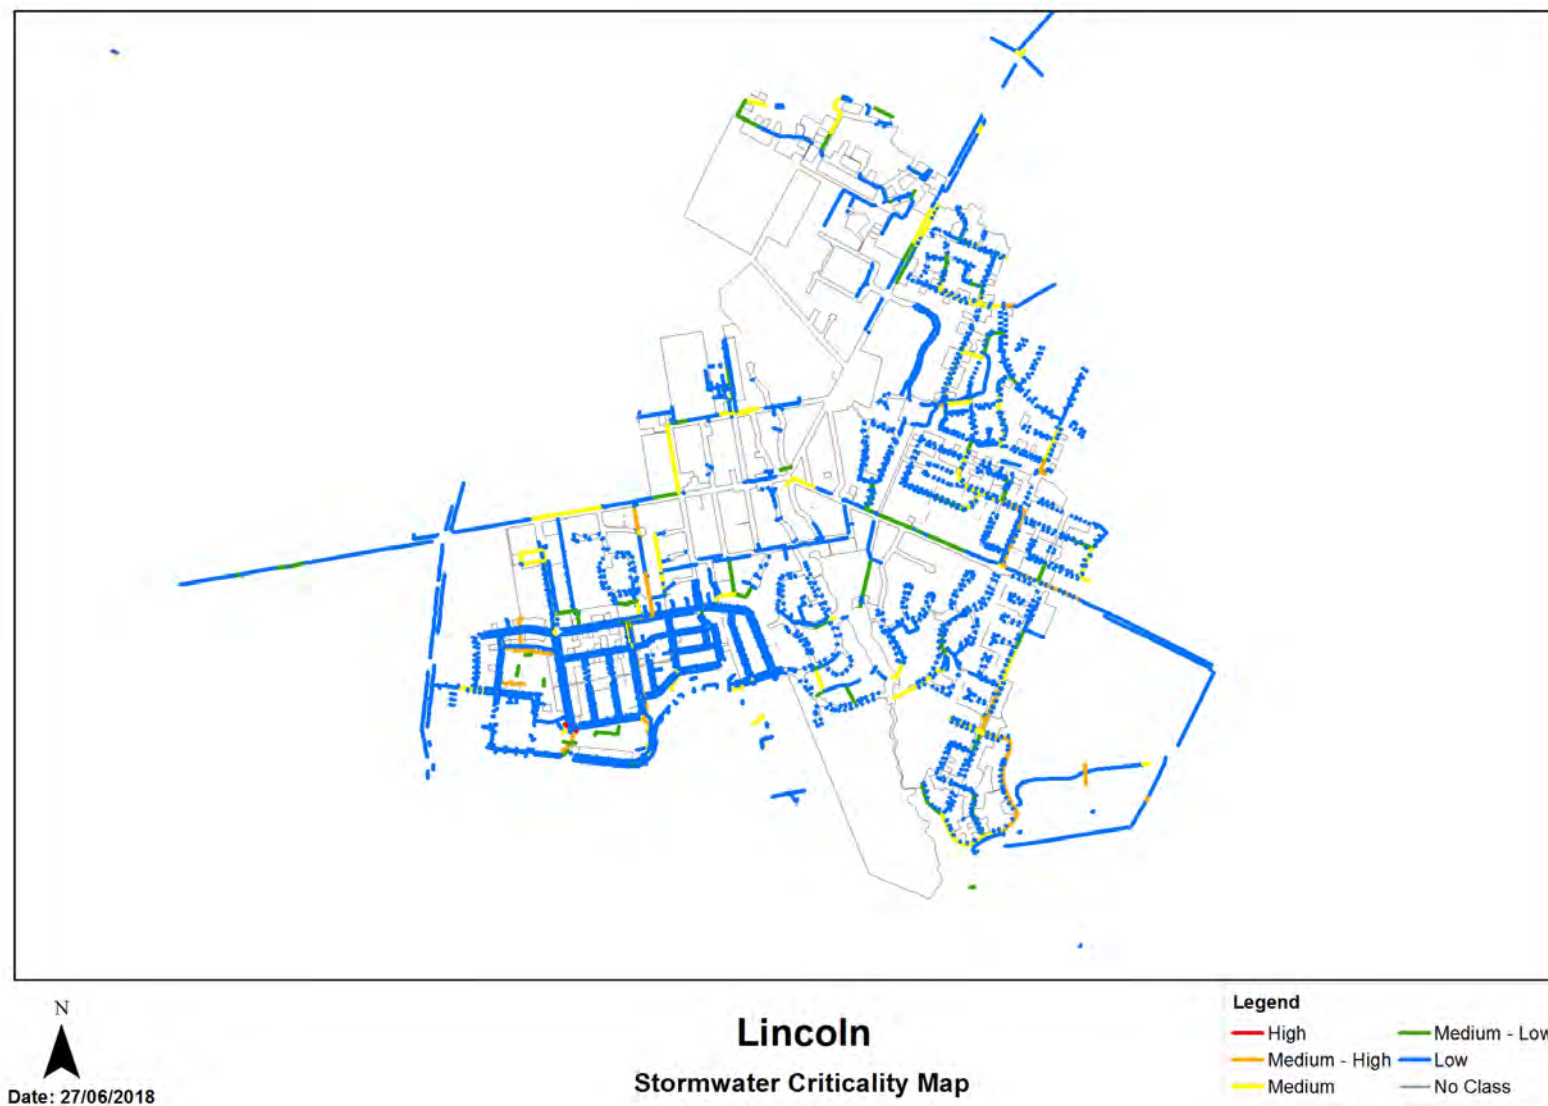 N
Date: 27/06/2018
Lincoln
Stormwater Criticality Map
Legend
High
Medium - High
Medium
Medium - Low
Low
No Class